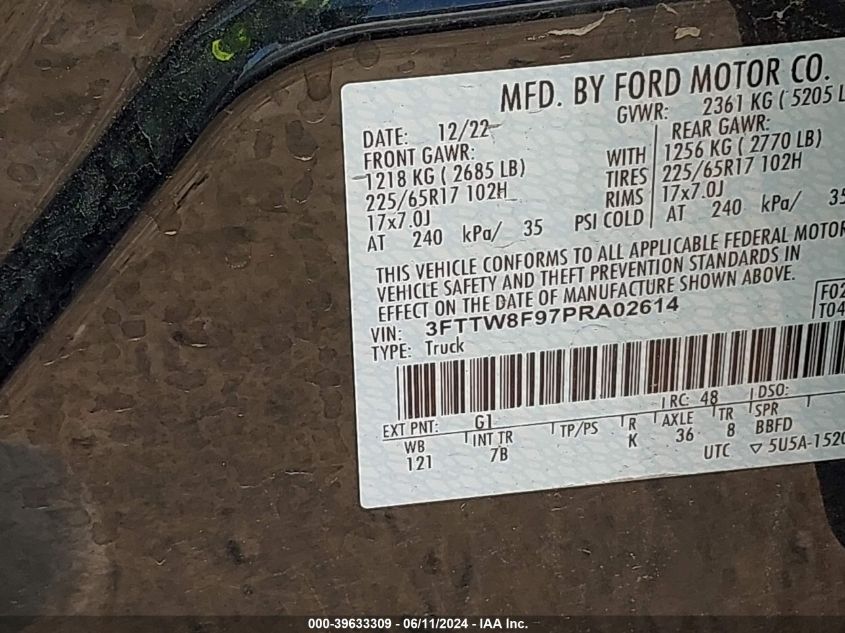 MFD. BY FORD MOTOR CO.
DATE: 12/22 GVWR: 2361 KG ( 5205 L
FRONT GAWR: REAR GAWR:
1218 KG ( 2685 LB) WITH 1256 KG ( 2770 LB)
225/65R17 102H TIRES 225/65R17 102H
17x7.0J RIMS 17x7.0J
AT 240 kPa/ 35 PSI COLD AT 240 kPa/ 35
THIS VEHICLE CONFORMS TO ALL APPLICABLE FEDERAL MOTOR
VEHICLE SAFETY AND THEFT PREVENTION STANDARDS IN
EFFECT ON THE DATE OF MANUFACTURE SHOWN ABOVE.
VIN: 3FTTW8F97PRA02614 F02
TYPE: Truck T04
EXT PNT: G1 RC: 48 DSO:
WB INT TR TP/PS R AXLE TR SPR
121 7B K 36 8 BBFD
UTC ▽ 5U5A-1520
000-39633309 - 06/11/2024 - IAA Inc.